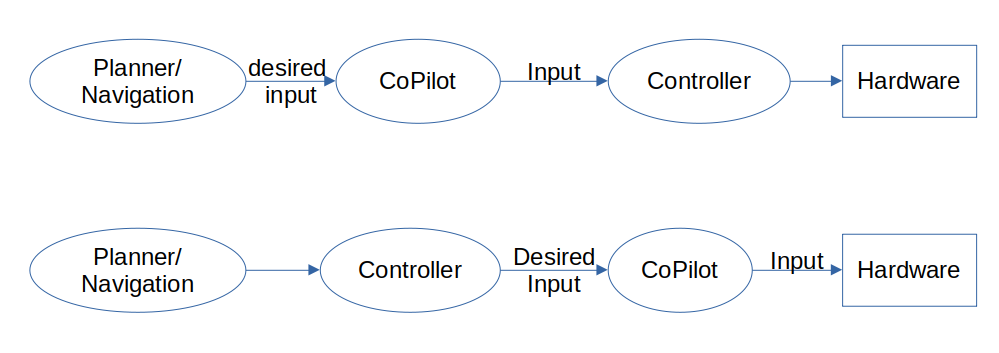 Planner/
Navigation
desired
input
CoPilot
Input
Controller
Hardware
Planner/
Navigation
Controller
Desired
Input
CoPilot
Input
Hardware